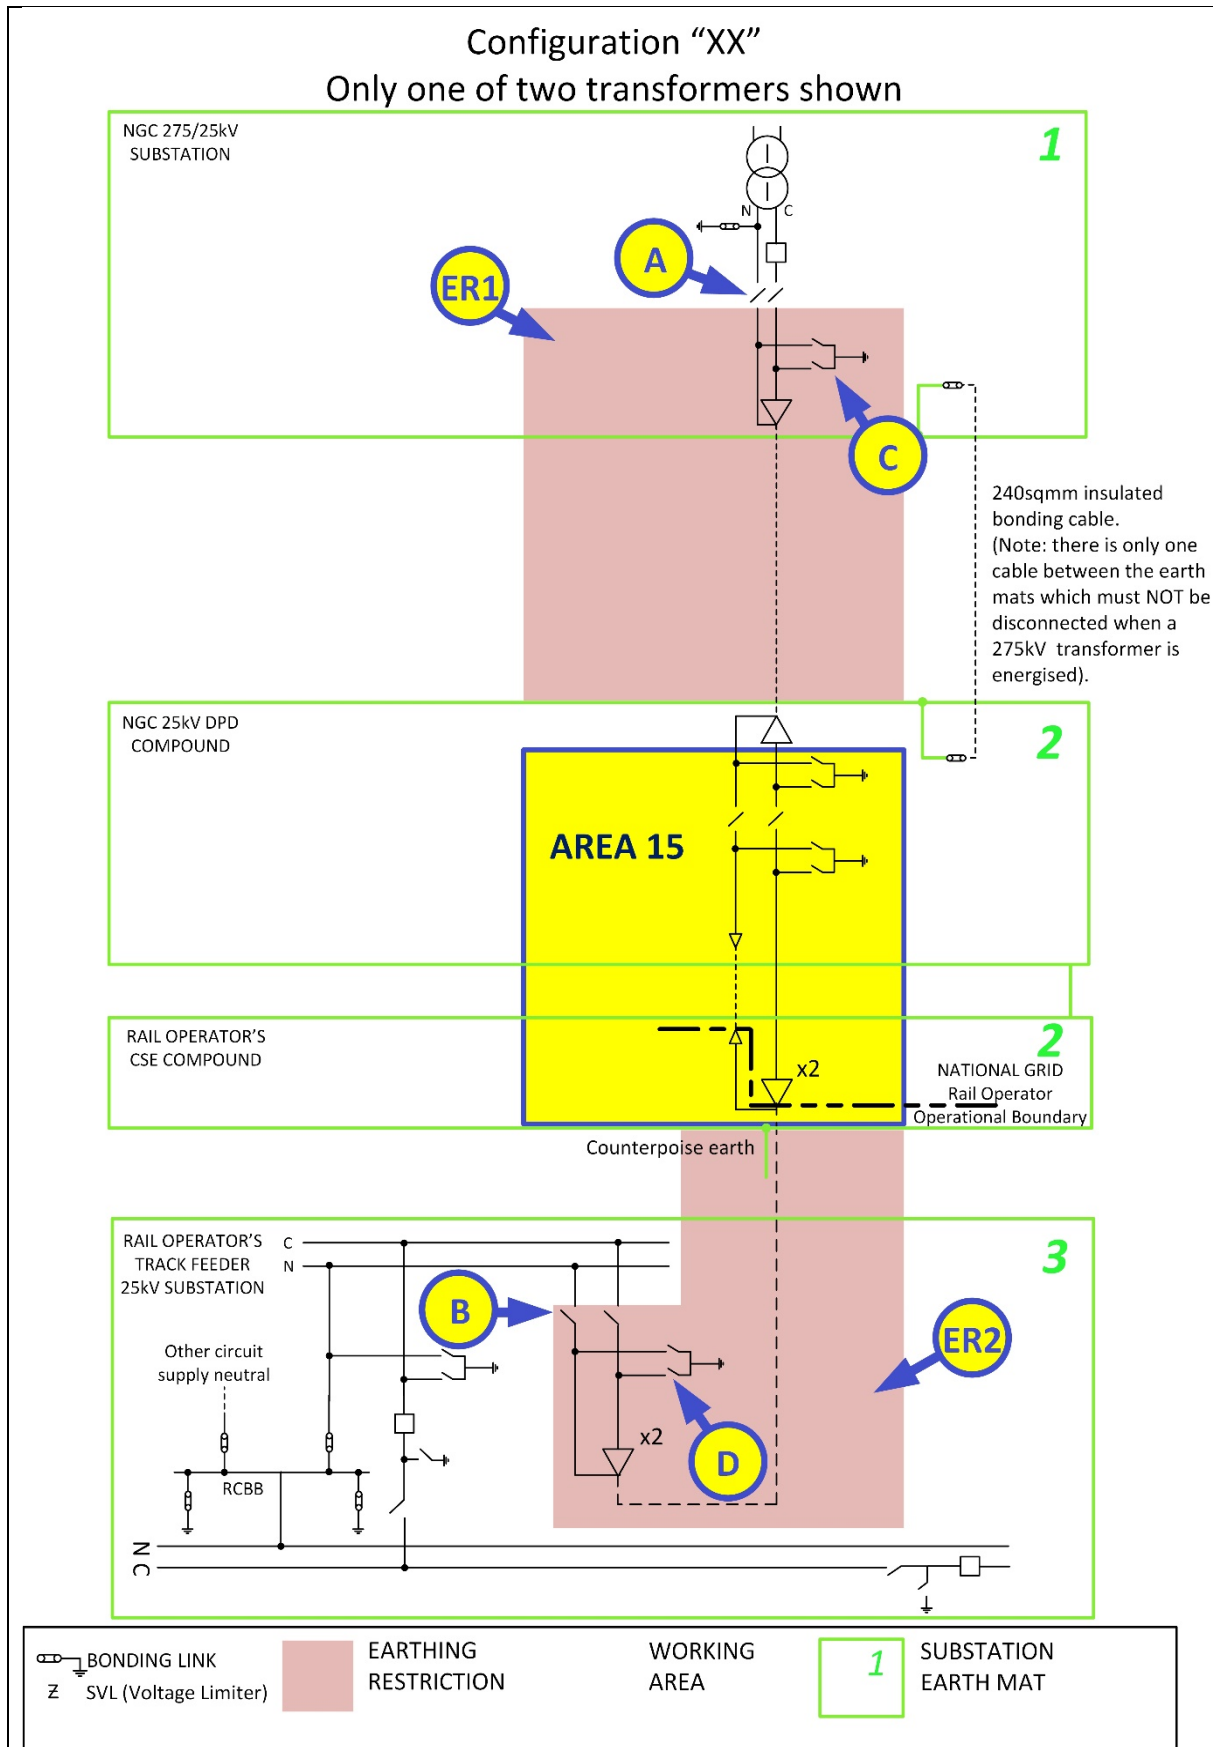 Configuration “XX”
Only one of two transformers shown
NGC 275/25kV
SUBSTATION
1
N C
A
ER1
C
240sqmm insulated
bonding cable.
(Note: there is only one
cable between the earth
mats which must NOT be
disconnected when a
275kV transformer is
energised).
NGC 25kV DPD
COMPOUND
2
AREA 15
RAIL OPERATOR’S
CSE COMPOUND
2
x2
NATIONAL GRID
Rail Operator
Operational Boundary
Counterpoise earth
RAIL OPERATOR’S
TRACK FEEDER
25kV SUBSTATION
C
N
3
B
ER2
Other circuit
supply neutral
x2
D
RCBB
N
C
BONDING LINK
Z SVL (Voltage Limiter)
EARTHING
RESTRICTION
WORKING
AREA
1
SUBSTATION
EARTH MAT